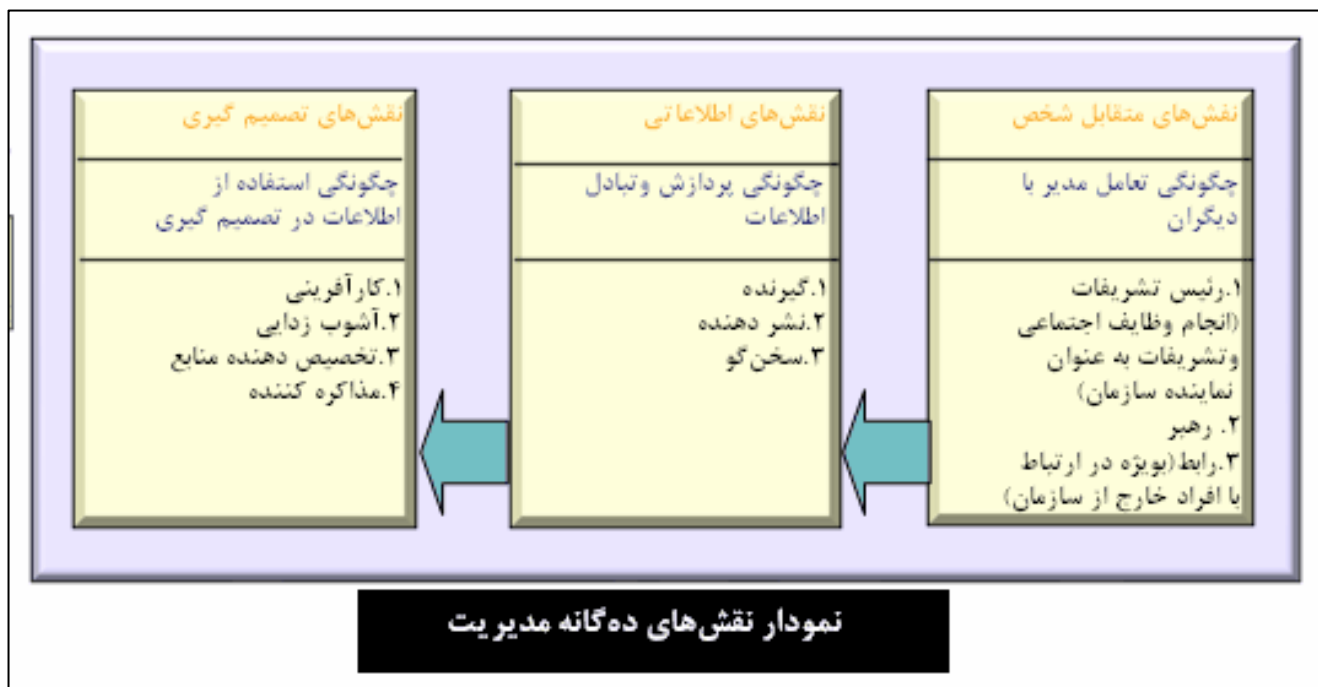 نقش‌های متقابل شخص
چگونگی تعامل مدیر با
دیگران
۱.رئیس تشریفات
(انجام وظایف اجتماعی
وتشریفات به عنوان
نماینده سازمان)
۲. رهبر
۳.رابط(بویژه در ارتباط
با افراد خارج از سازمان)
نقش‌های اطلاعاتی
چگونگی پردازش وتبادل
اطلاعات
۱.گیرنده
۲.نشر دهنده
۳.سخن‌گو
نقش‌های تصمیم گیری
چگونگی استفاده از
اطلاعات در تصمیم گیری
۱.کارآفرینی
۲.آشوب زدایی
۳.تخصیص دهنده منابع
۴.مذاکره کننده
نمودار نقش‌های ده‌گانه مدیریت